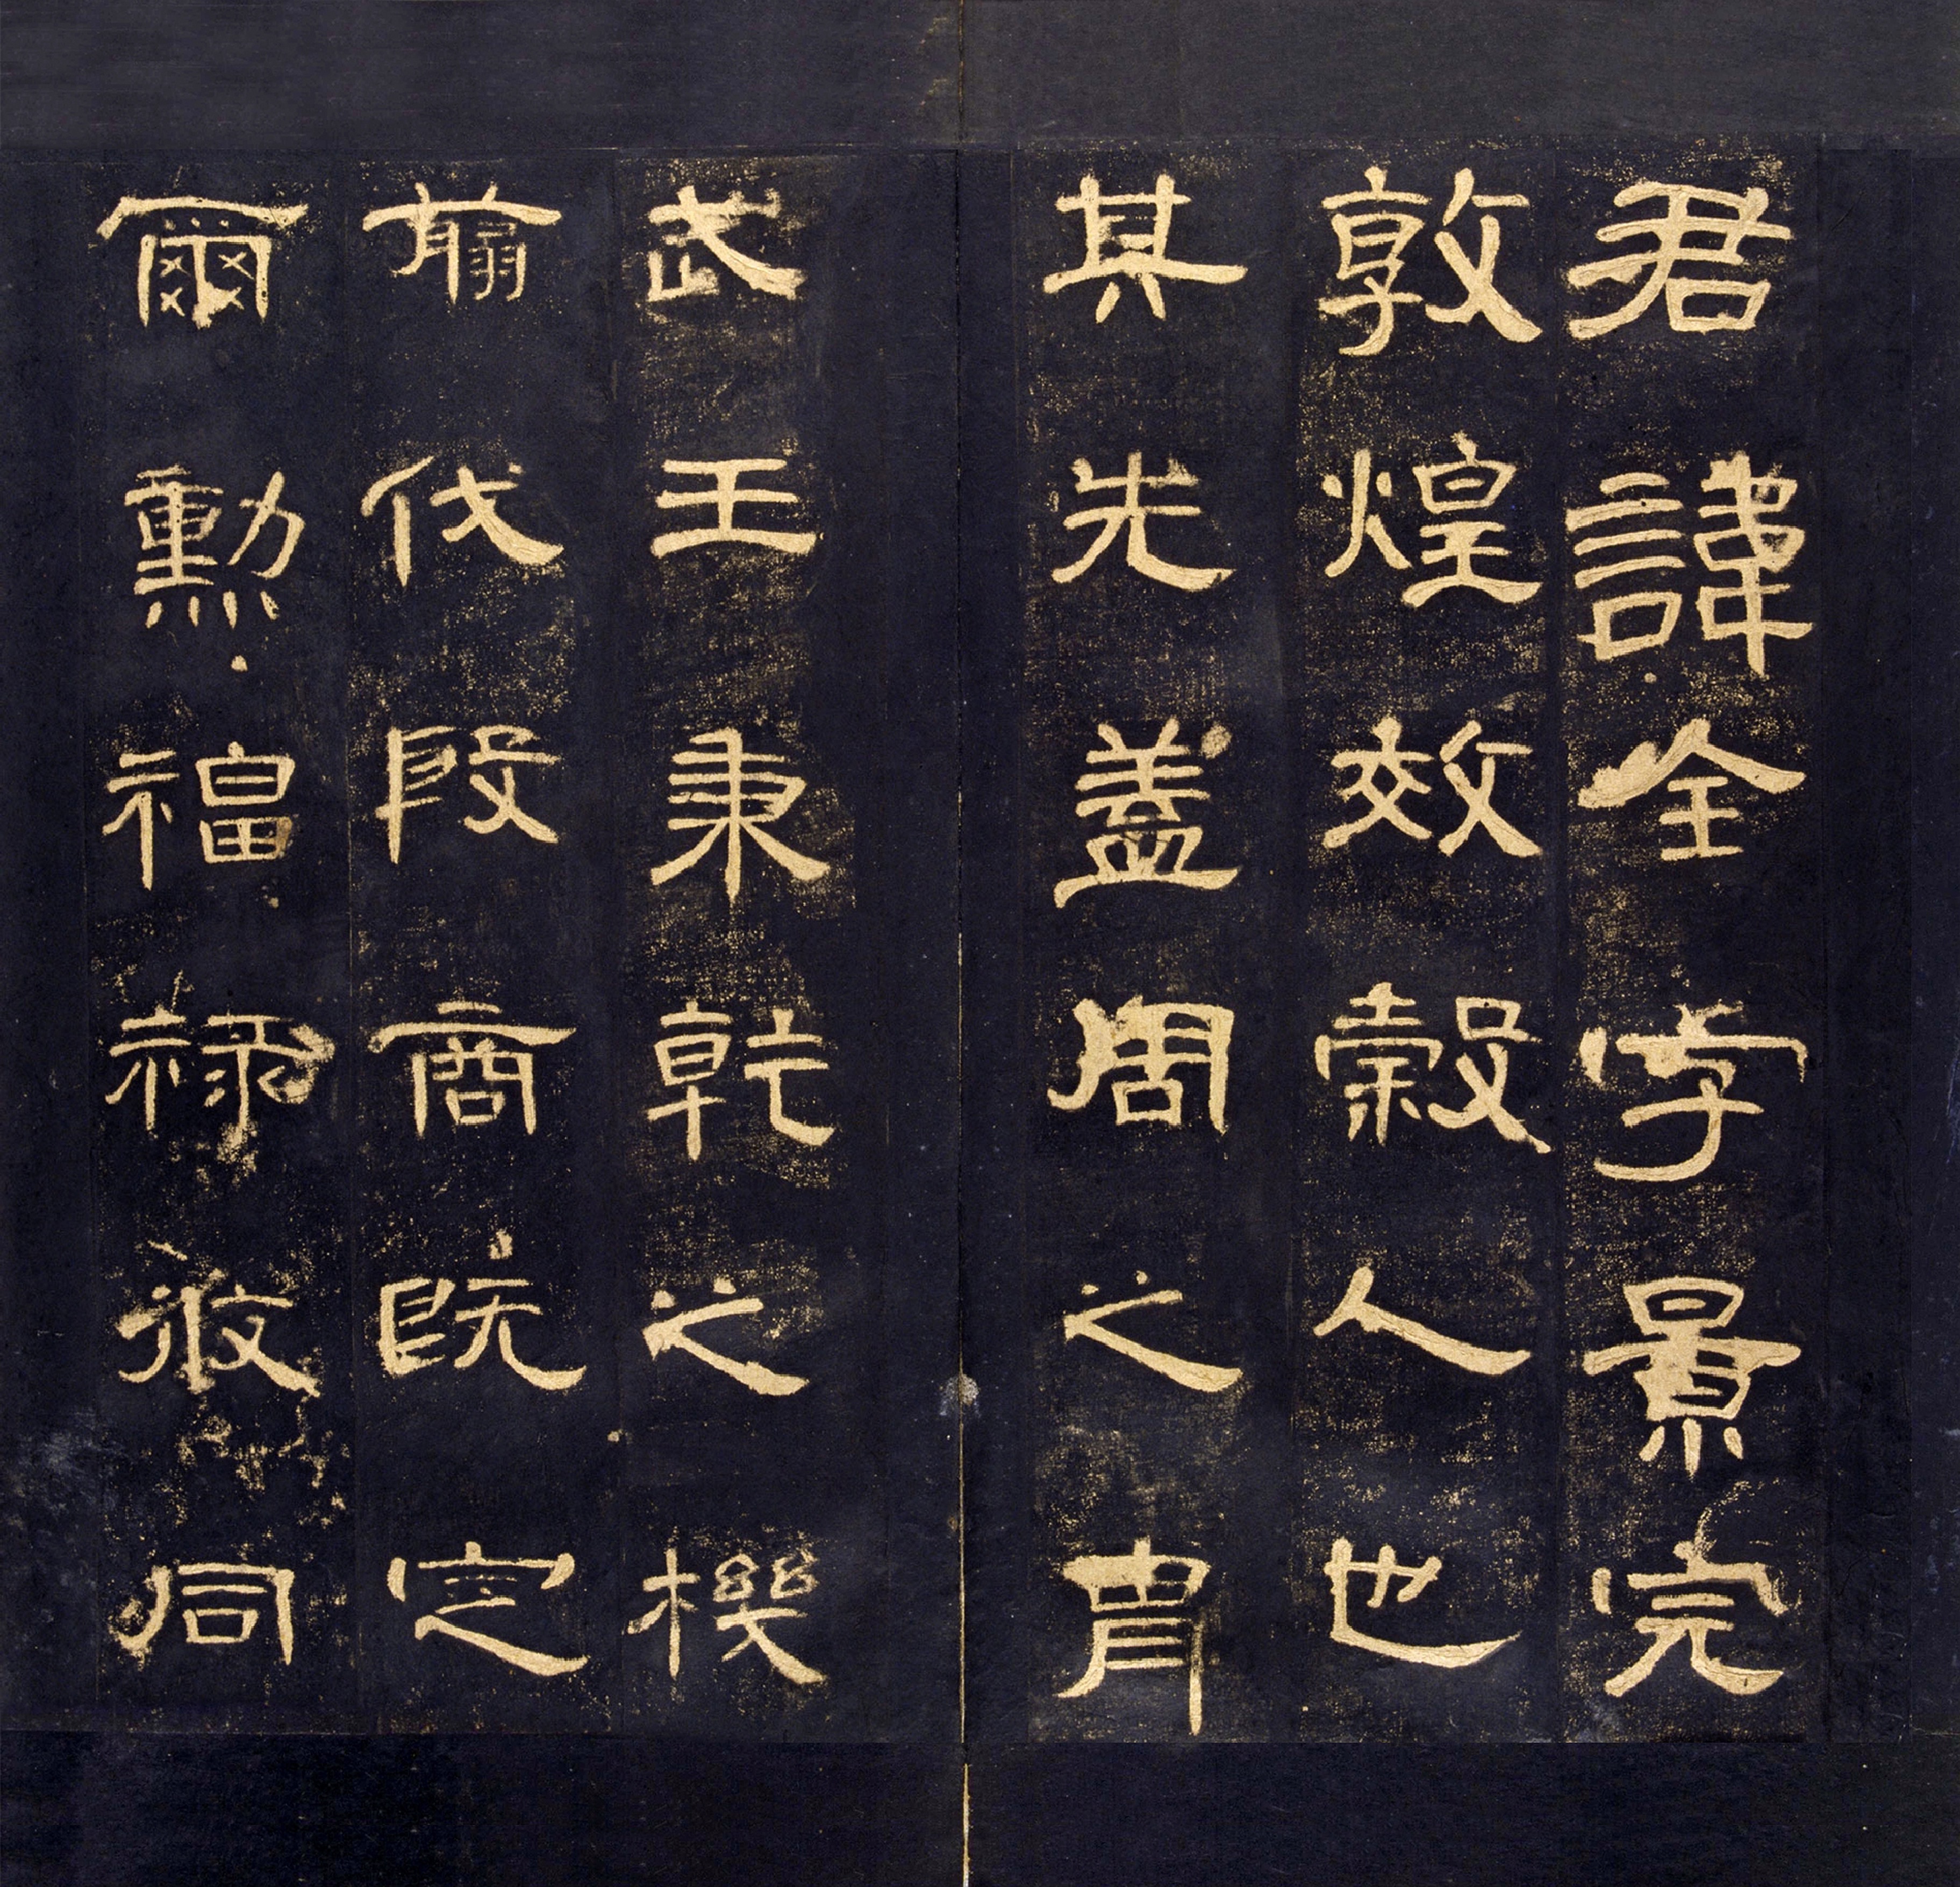 君諱全字景完
敦煌效穀人也
其先蓋周之胄
武王秉乾之機
翦伐殷商既定
爾勳福祿攸同